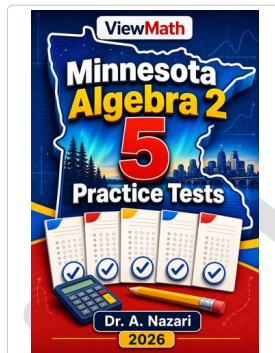 ViewMath
Minnesota
Algebra 2
5
Practice Tests
Dr. A. Nazari
2026